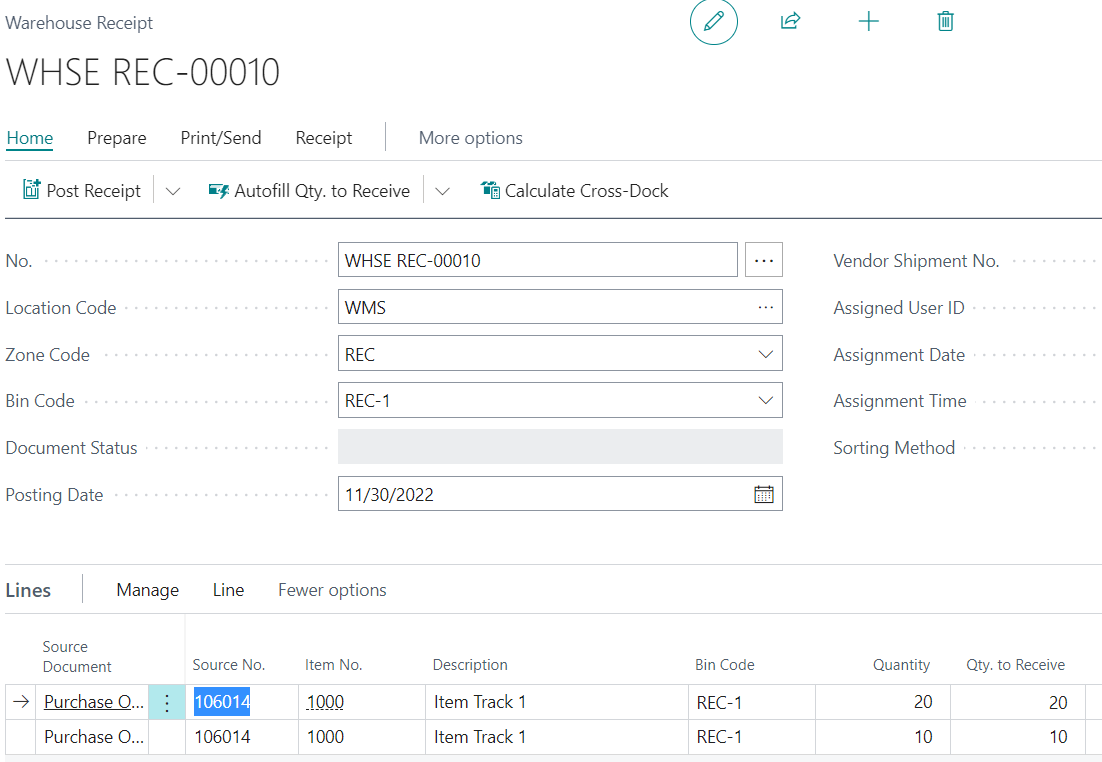 Warehouse Receipt
WHSE REC-00010
Home Prepare Print/Send Receipt More options
Post Receipt Autofill Qty. to Receive Calculate Cross-Dock
No. WHSE REC-00010 ... Vendor Shipment No.
Location Code WMS ... Assigned User ID
Zone Code REC Assignment Date
Bin Code REC-1 Assignment Time
Document Status Sorting Method
Posting Date 11/30/2022
Lines Manage Line Fewer options
Source
Document Source No. Item No. Description Bin Code Quantity Qty. to Receive
Purchase O... 106014 1000 Item Track 1 REC-1 20 20
Purchase O... 106014 1000 Item Track 1 REC-1 10 10